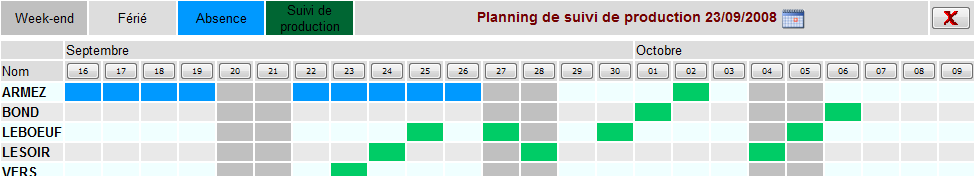 Week-end Férié Absence Suivi de production Planning de suivi de production 23/09/2008 X
Septembre Octobre
Nom 16 17 18 19 20 21 22 23 24 25 26 27 28 29 30 01 02 03 04 05 06 07 08 09
ARMEZ
BOND
LEBOEUF
LESOIR
VERS